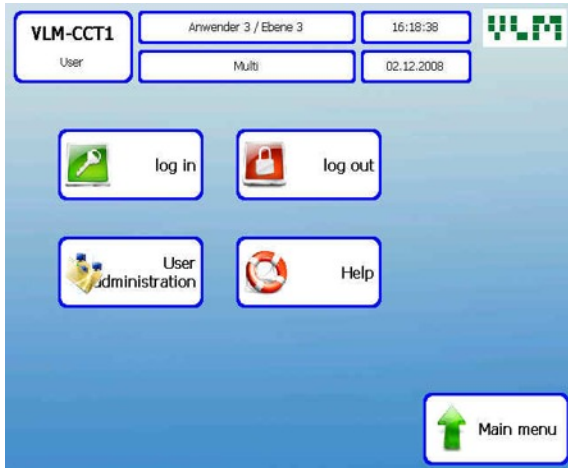 VLM-CCT1
User
Anwender 3 / Ebene 3
16:18:38
VLM
Multi
02.12.2008
log in
log out
User
administration
Help
Main menu